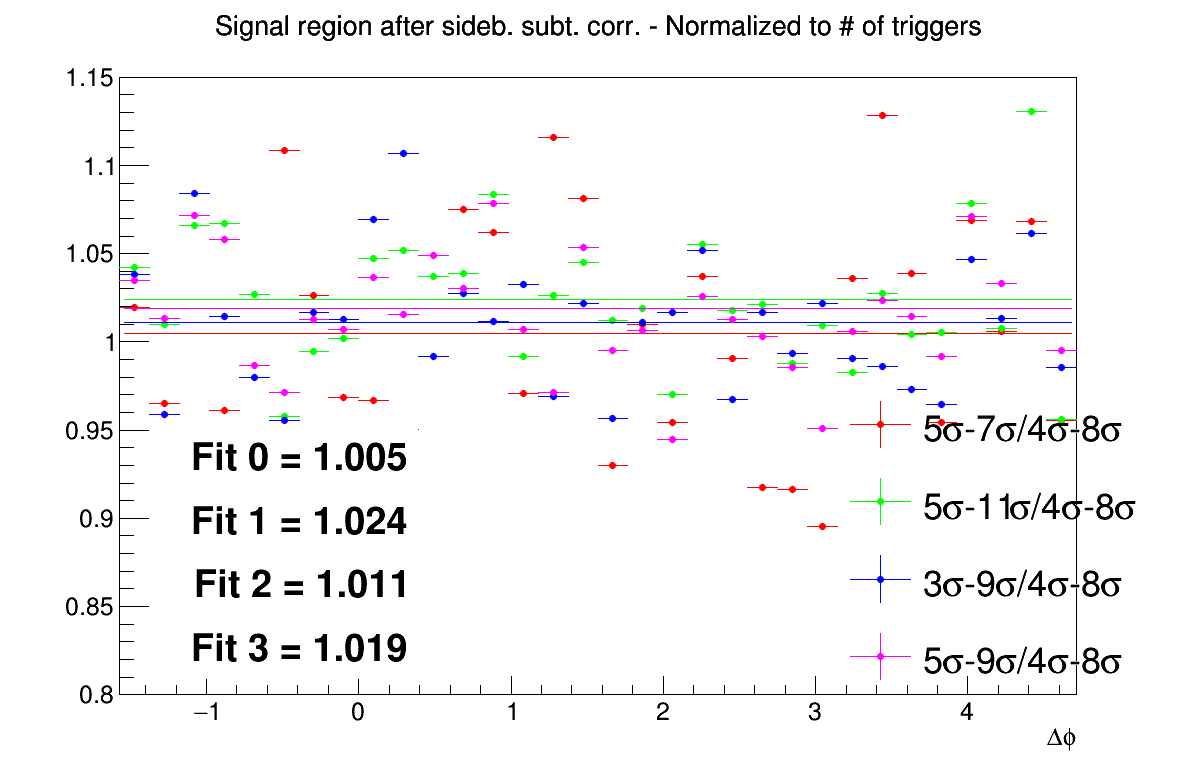 Signal region after sideb. subt. corr. - Normalized to # of triggers
1.15
1.1
1.05
1
0.95
0.9
0.85
0.8
Fit 0 = 1.005
Fit 1 = 1.024
Fit 2 = 1.011
Fit 3 = 1.019
5σ-7σ/4σ-8σ
5σ-11σ/4σ-8σ
3σ-9σ/4σ-8σ
5σ-9σ/4σ-8σ
−1 0 1 2 3 4
Δϕ